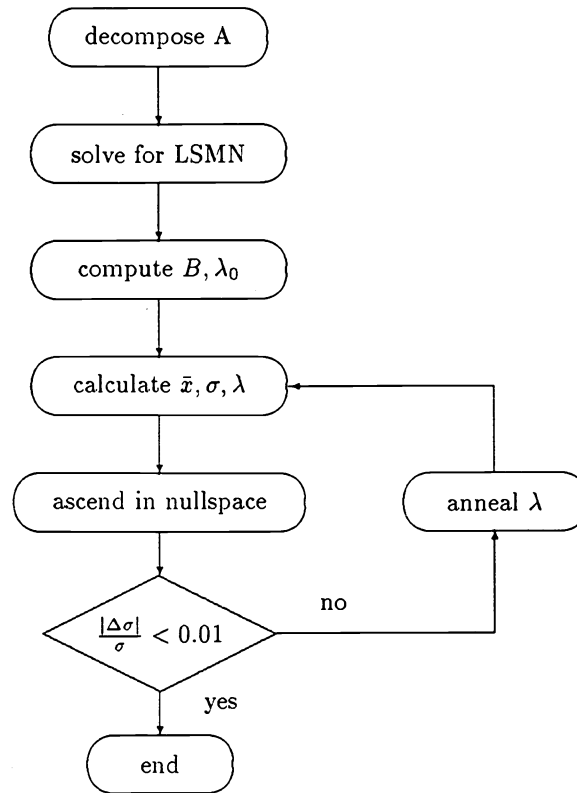 decompose A
solve for LSMN
compute B, λ₀
calculate x̄, σ, λ
ascend in nullspace
anneal λ
no
|Δσ|/σ < 0.01
yes
end